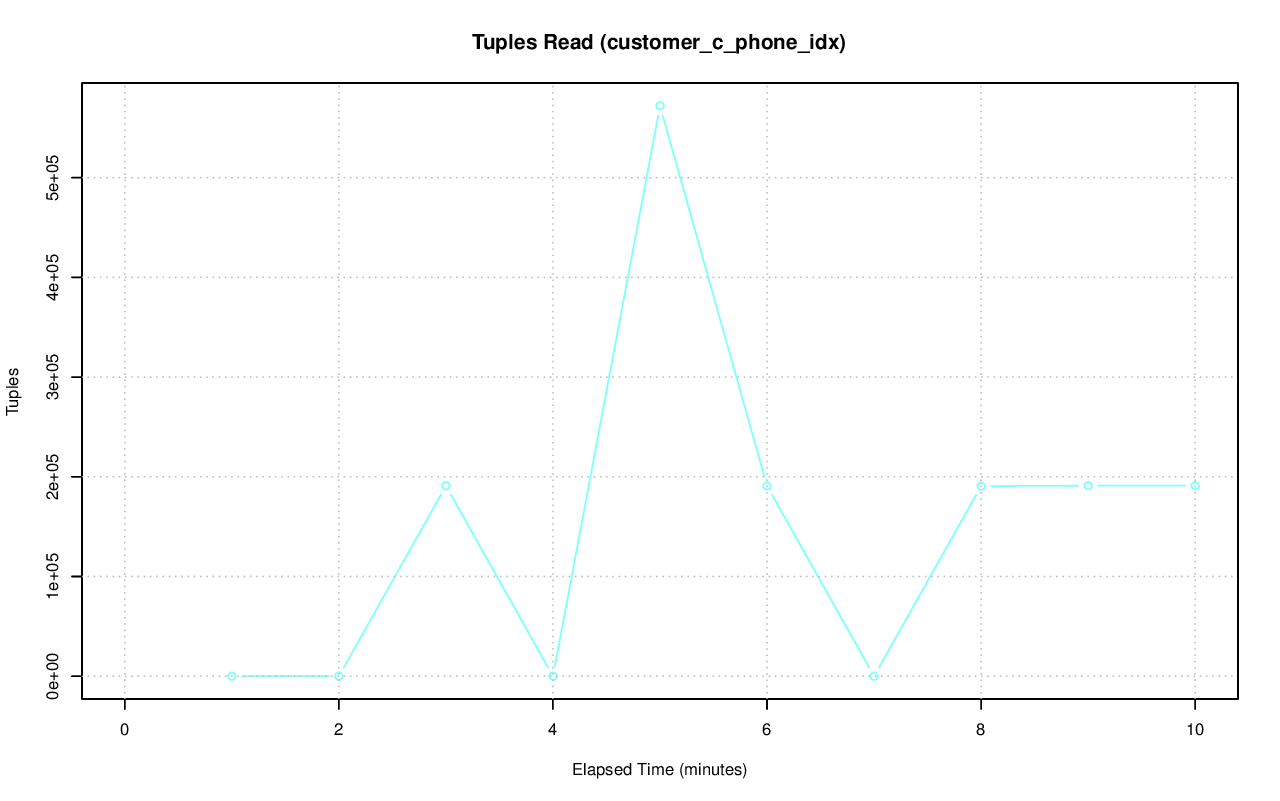 Tuples Read (customer_c_phone_idx)
Tuples
5e+05
4e+05
3e+05
2e+05
1e+05
0e+00
0 2 4 6 8 10
Elapsed Time (minutes)